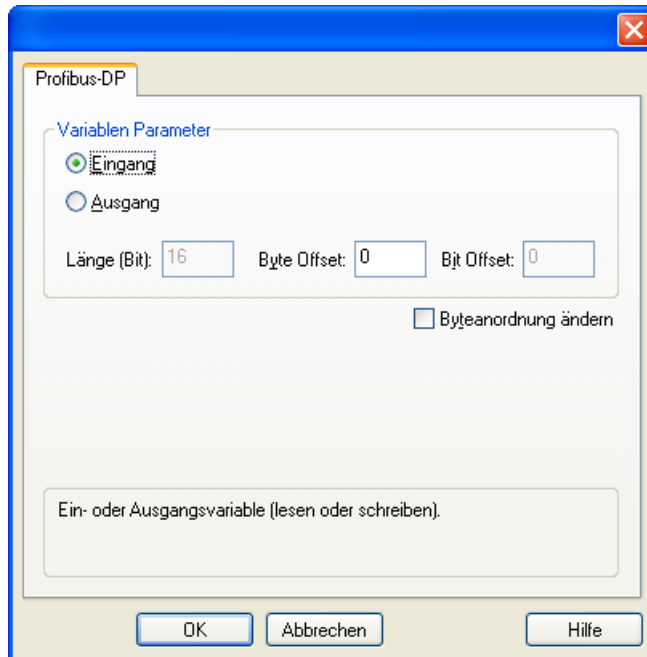 Profibus-DP
Variablen Parameter
Eingang
Ausgang
Länge (Bit): 16 Byte Offset: 0 Bit Offset: 0
Byteanordnung ändern
Ein- oder Ausgangsvariable (lesen oder schreiben).
OK Abbrechen Hilfe